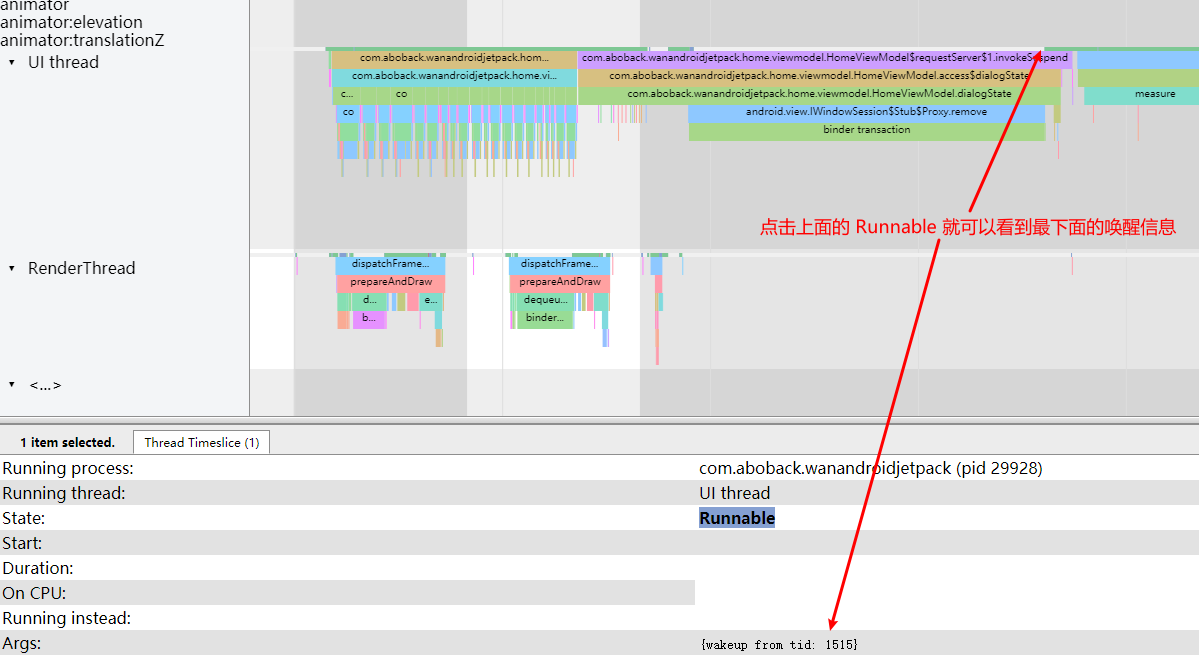 animator
animator:elevation
animator:translationZ
UI thread
com.aboback.wanandroidjetpack.hom...
com.aboback.wanandroidjetpack.home.viewmodel.HomeViewModel$requestServer$1.invokeSuspend
com.aboback.wanandroidjetpack.home.vi...
com.aboback.wanandroidjetpack.home.viewmodel.HomeViewModel.access$dialogState
c... co
com.aboback.wanandroidjetpack.home.viewmodel.HomeViewModel.dialogState
measure
co
android.view.IWindowSession$Stub$Proxy.remove
binder transaction
点击上面的 Runnable 就可以看到最下面的唤醒信息
RenderThread
dispatchFrame... dispatchFrame...
prepareAndDraw prepareAndDraw
d... e... dequeu...
b... binder...
<...>
1 item selected. Thread Timeslice (1)
Running process: com.aboback.wanandroidjetpack (pid 29928)
Running thread: UI thread
State: Runnable
Start:
Duration:
On CPU:
Running instead:
Args: {wakeup from tid: 1515}